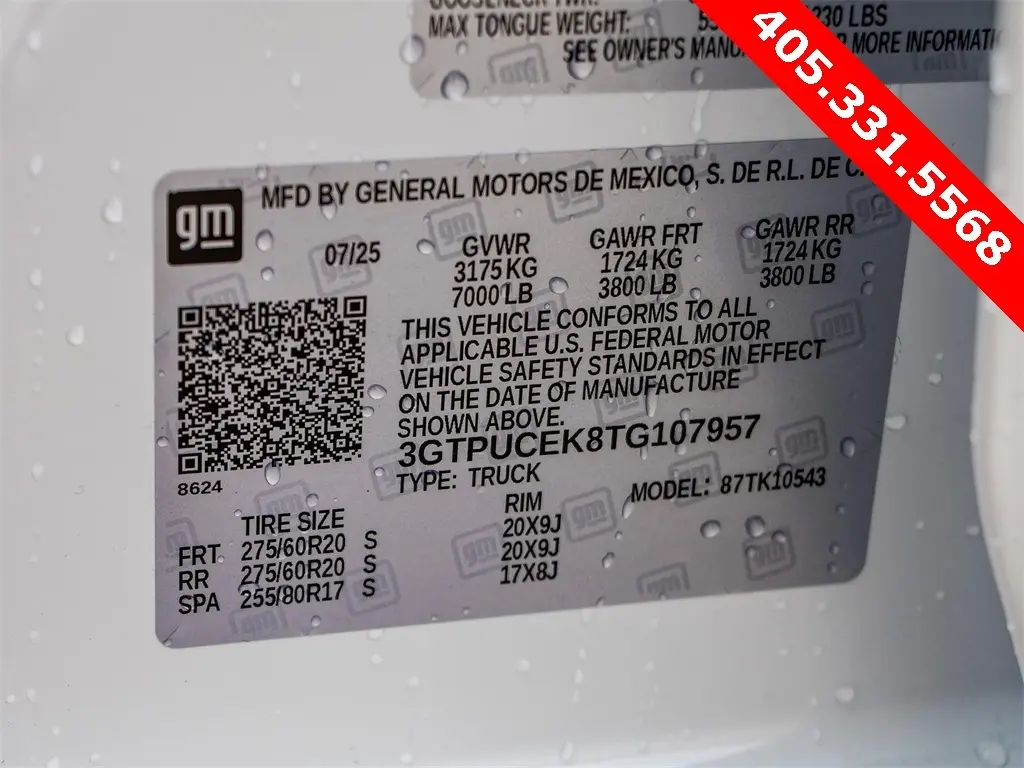 MAX TONGUE WEIGHT:
230 LBS
SEE OWNER'S
MORE
405.331.5568
gm
MFD BY GENERAL MOTORS DE MEXICO, S. DE R.L. DE
07/25
GVWR GAWR FRT GAWR RR
3175 KG 1724 KG 1724 KG
7000 LB 3800 LB 3800 LB
THIS VEHICLE CONFORMS TO ALL
APPLICABLE U.S. FEDERAL MOTOR
VEHICLE SAFETY STANDARDS IN EFFECT
ON THE DATE OF MANUFACTURE
SHOWN ABOVE.
3GTPUCEK8TG107957
TYPE: TRUCK MODEL: 87TK10543
8624
TIRE SIZE RIM
FRT 275/60R20 S 20X9J
RR 275/60R20 S 20X9J
SPA 255/80R17 S 17X8J